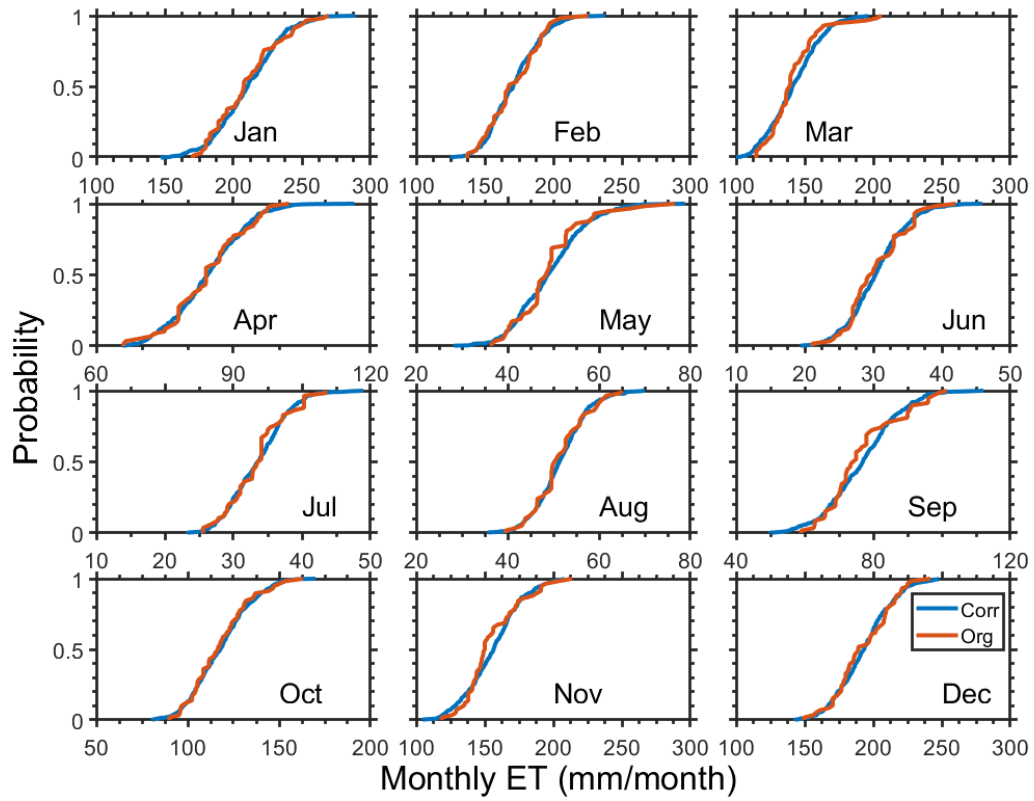 1
0.5
0
Jan
Feb
Mar
100 150 200 250 300
100 150 200 250 300
100 150 200 250 300
1
0.5
0
Apr
May
Jun
60 90 120
20 40 60 80
10 20 30 40 50
1
0.5
0
Jul
Aug
Sep
10 20 30 40 50
20 40 60 80
40 80 120
1
0.5
0
Oct
Nov
Dec
Corr
Org
50 100 150 200
100 150 200 250 300
100 150 200 250 300
Probability
Monthly ET (mm/month)